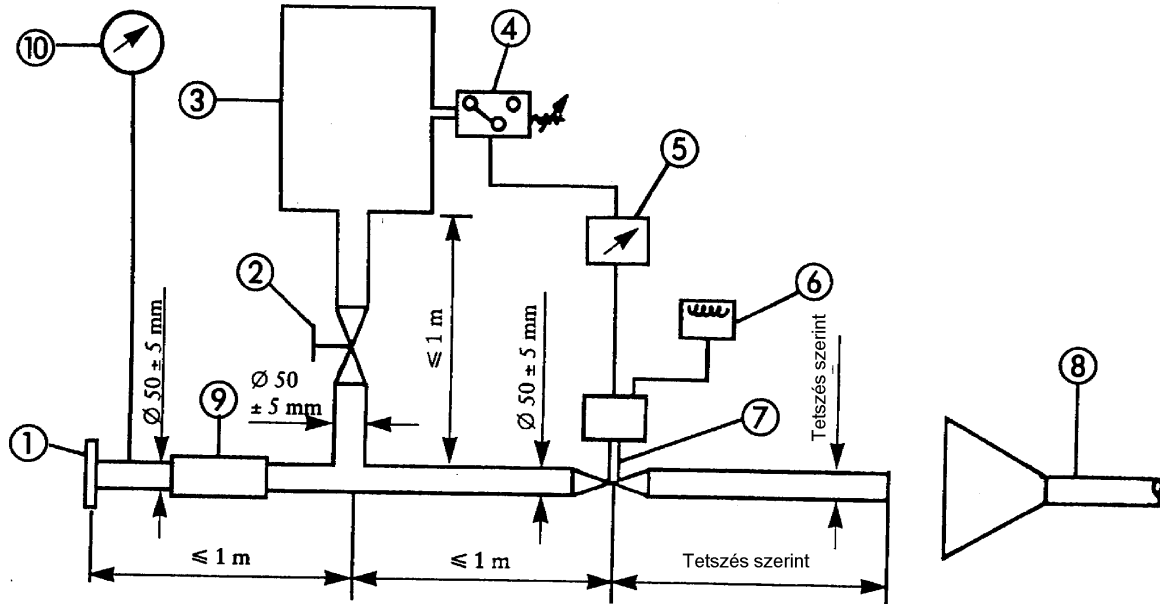 10
4
3
5
2
6
≤ 1 m
Ø 50 ± 5 mm
Ø 50 ± 5 mm
Tetszés szerint
9
Ø 50
± 5 mm
8
7
1
≤ 1 m
≤ 1 m
Tetszés szerint